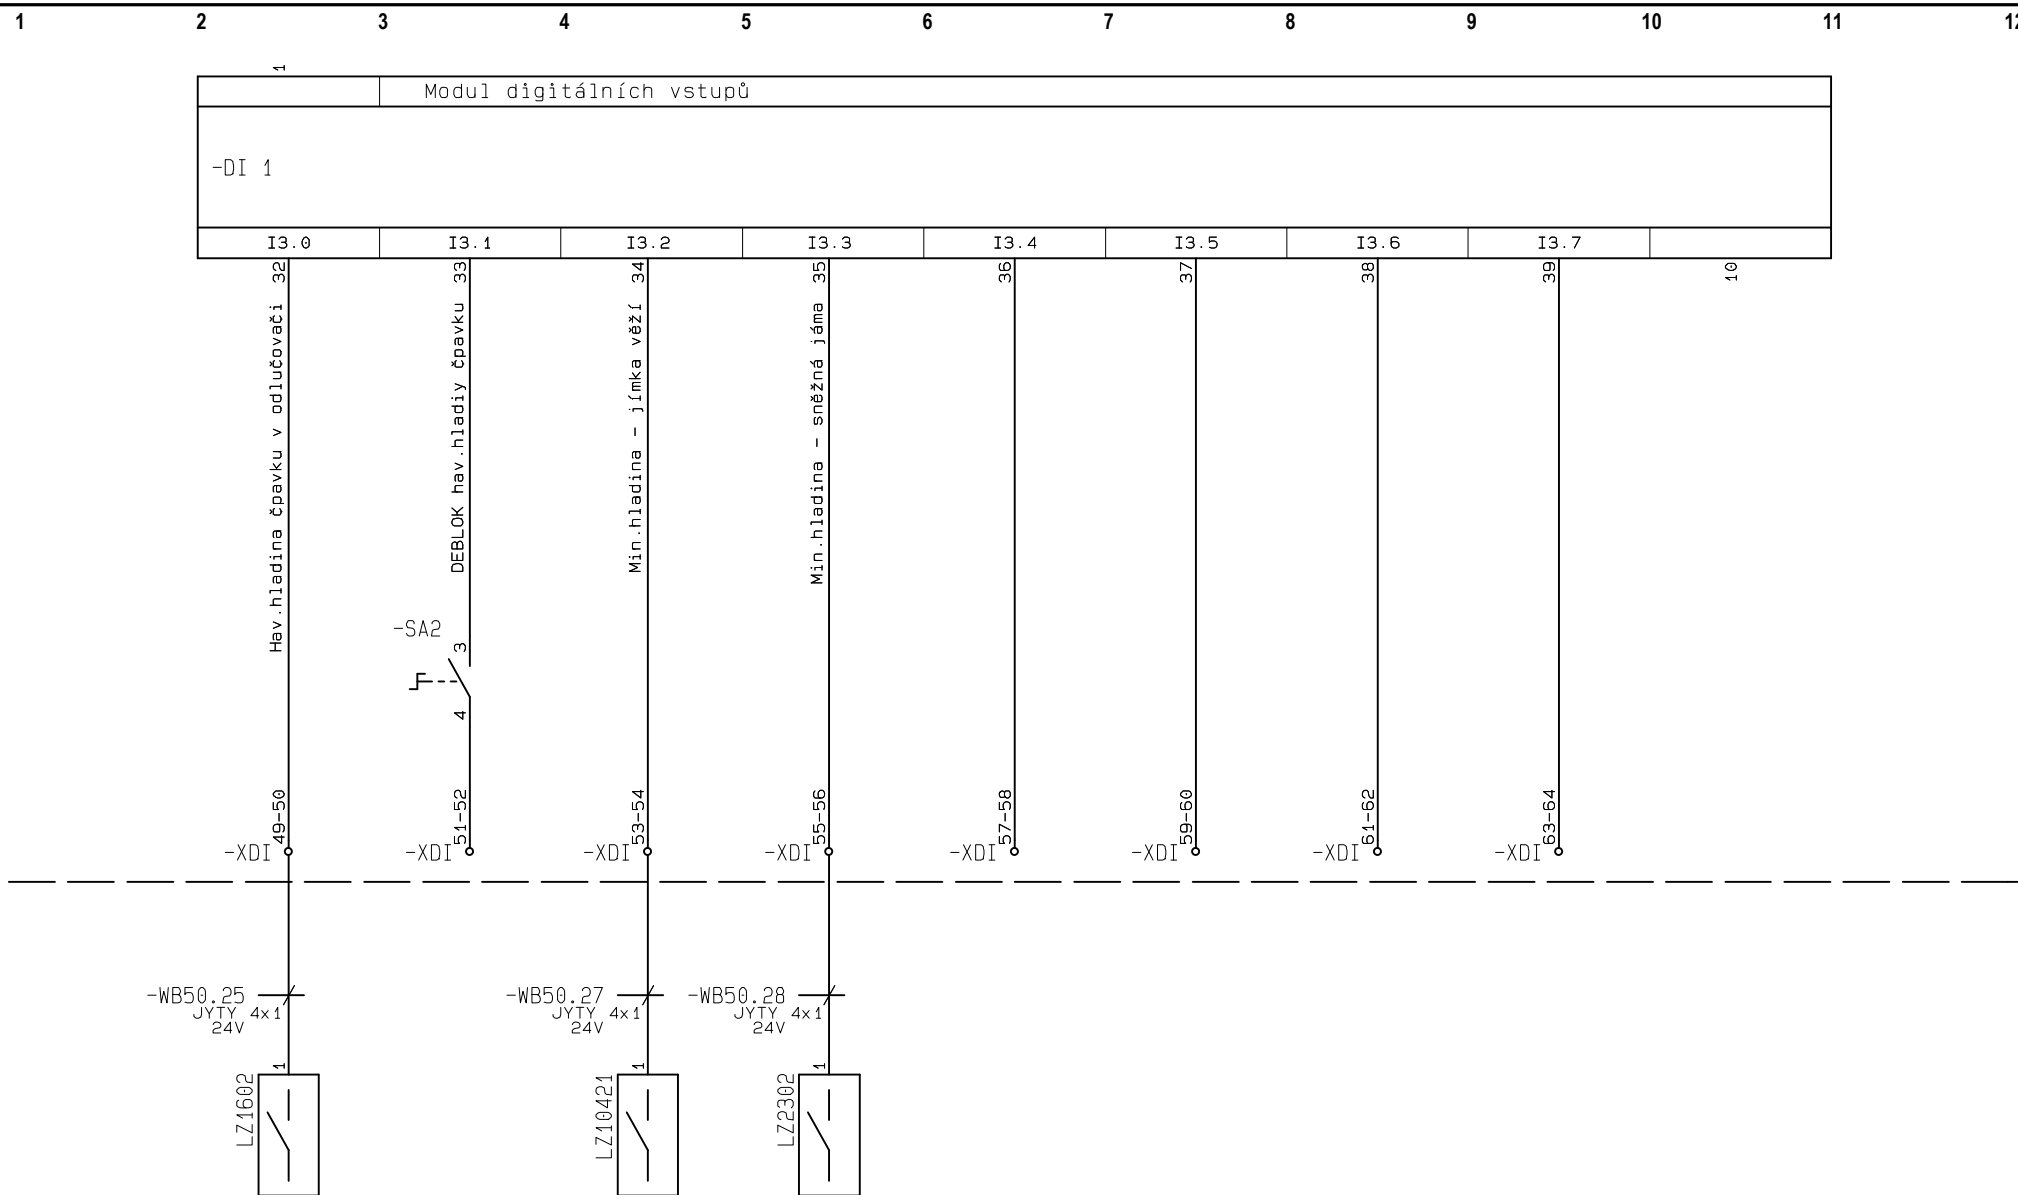 1 2 3 4 5 6 7 8 9 10 11 12
1
Modul digitálních vstupů
-DI 1
I3.0 I3.1 I3.2 I3.3 I3.4 I3.5 I3.6 I3.7
32 33 34 35 36 37 38 39 10
Hav.hladina čpavku v odlučovači
DEBLOK hav.hladiy čpavku
Min.hladina - jímka věží
Min.hladina - sněžná jáma
-SA2
3
4
49-50 51-52 53-54 55-56 57-58 59-60 61-62 63-64
-XDI -XDI -XDI -XDI -XDI -XDI -XDI -XDI
-WB50.25 -WB50.27 -WB50.28
JYTY 4x1 JYTY 4x1 JYTY 4x1
24V 24V 24V
1 1 1
LZ1602 LZ10421 LZ2302